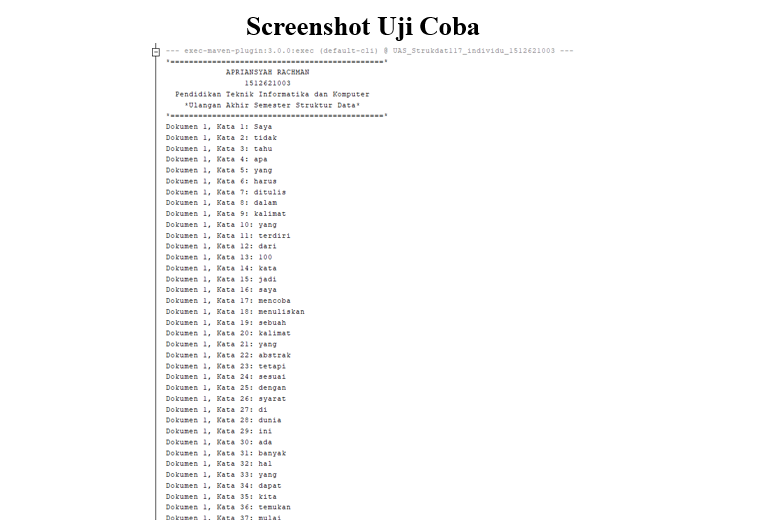 Screenshot Uji Coba
--- exec-maven-plugin:3.0.0:exec (default-cli) @ UAS_Strukdat117_individu_1512621003 ---
*==============================================*
APRIANSYAH RACHMAN
1512621003
Pendidikan Teknik Informatika dan Komputer
*Ulangan Akhir Semester Struktur Data*
*==============================================*
Dokumen 1, Kata 1: Saya
Dokumen 1, Kata 2: tidak
Dokumen 1, Kata 3: tahu
Dokumen 1, Kata 4: apa
Dokumen 1, Kata 5: yang
Dokumen 1, Kata 6: harus
Dokumen 1, Kata 7: ditulis
Dokumen 1, Kata 8: dalam
Dokumen 1, Kata 9: kalimat
Dokumen 1, Kata 10: yang
Dokumen 1, Kata 11: terdiri
Dokumen 1, Kata 12: dari
Dokumen 1, Kata 13: 100
Dokumen 1, Kata 14: kata
Dokumen 1, Kata 15: jadi
Dokumen 1, Kata 16: saya
Dokumen 1, Kata 17: mencoba
Dokumen 1, Kata 18: menuliskan
Dokumen 1, Kata 19: sebuah
Dokumen 1, Kata 20: kalimat
Dokumen 1, Kata 21: yang
Dokumen 1, Kata 22: abstrak
Dokumen 1, Kata 23: tetapi
Dokumen 1, Kata 24: sesuai
Dokumen 1, Kata 25: dengan
Dokumen 1, Kata 26: syarat
Dokumen 1, Kata 27: di
Dokumen 1, Kata 28: dunia
Dokumen 1, Kata 29: ini
Dokumen 1, Kata 30: ada
Dokumen 1, Kata 31: banyak
Dokumen 1, Kata 32: hal
Dokumen 1, Kata 33: yang
Dokumen 1, Kata 34: dapat
Dokumen 1, Kata 35: kita
Dokumen 1, Kata 36: temukan
Dokumen 1, Kata 37: mulai